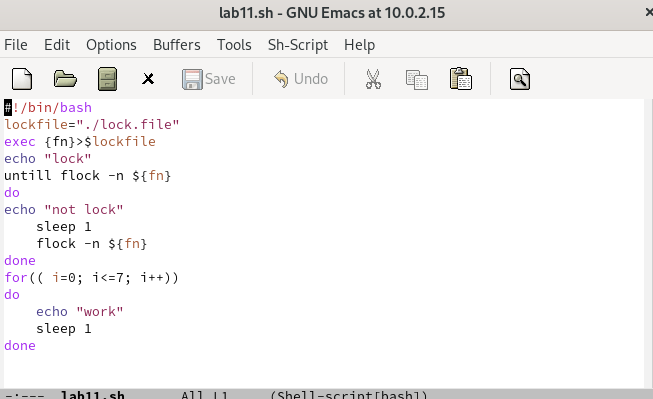 lab11.sh - GNU Emacs at 10.0.2.15
File Edit Options Buffers Tools Sh-Script Help
Save Undo
#!/bin/bash
lockfile="./lock.file"
exec {fn}>$lockfile
echo "lock"
untill flock -n ${fn}
do
echo "not lock"
    sleep 1
    flock -n ${fn}
done
for(( i=0; i<=7; i++))
do
    echo "work"
    sleep 1
done
-:--- lab11.sh All L1 (Shell-script[bash])